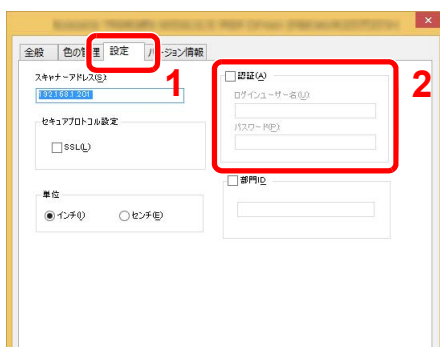 全般 色の管理 設定 バージョン情報
スキャナーアドレス(S):
192.168.1.201
セキュアプロトコル設定
SSL(L)
単位
インチ(I) センチ(E)
認証(A)
ログインユーザー名(U):
パスワード(P):
部門ID
1
2